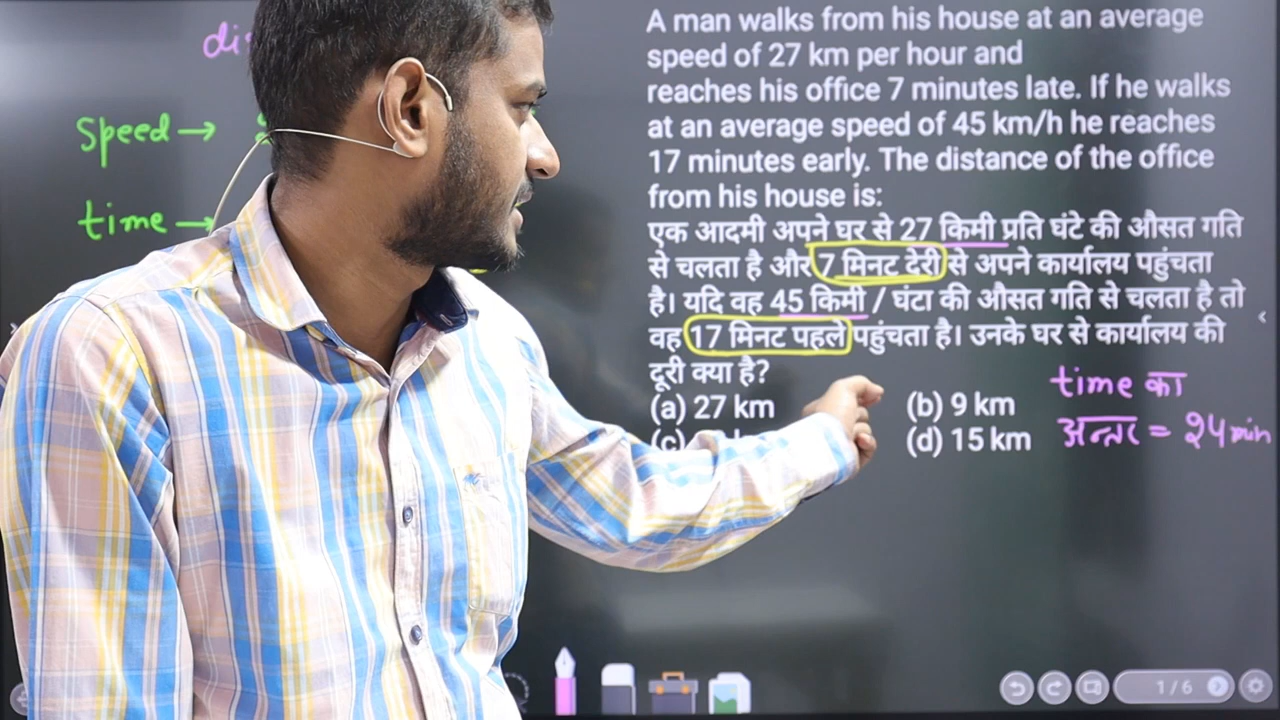 Speed →
time →
A man walks from his house at an average
speed of 27 km per hour and
reaches his office 7 minutes late. If he walks
at an average speed of 45 km/h he reaches
17 minutes early. The distance of the office
from his house is:
एक आदमी अपने घर से 27 किमी प्रति घंटे की औसत गति
से चलता है और 7 मिनट देरी से अपने कार्यालय पहुंचता
है। यदि वह 45 किमी / घंटा की औसत गति से चलता है तो
वह 17 मिनट पहले पहुंचता है। उनके घर से कार्यालय की
दूरी क्या है?
(a) 27 km (b) 9 km
(d) 15 km
time का
अन्तर = 24 min
1 / 6